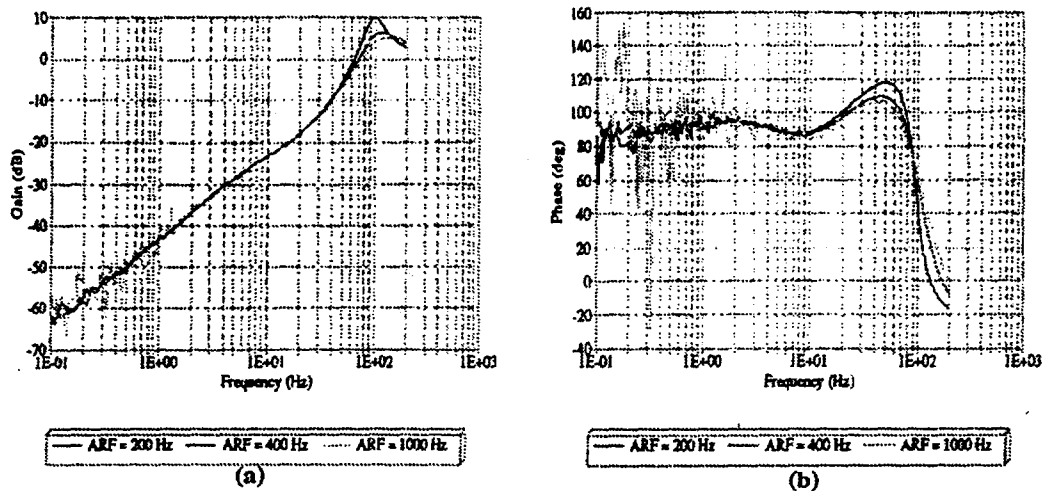 10
0
-10
-20
-30
-40
-50
-60
-70
Gain (dB)
1E-01 1E+00 1E+01 1E+02 1E+03
Frequency (Hz)
ARF = 200 Hz ARF = 400 Hz ARF = 1000 Hz
(a)
160
140
120
100
80
60
40
20
0
-20
-40
Phase (deg)
1E-01 1E+00 1E+01 1E+02 1E+03
Frequency (Hz)
ARF = 200 Hz ARF = 400 Hz ARF = 1000 Hz
(b)